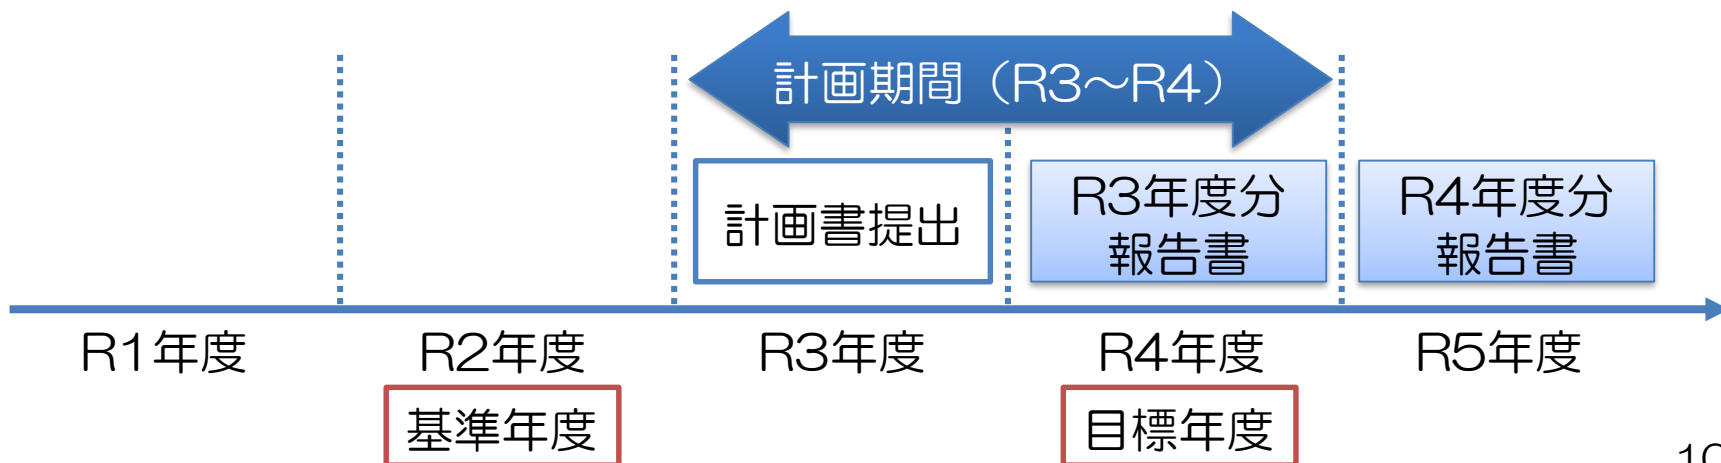 計画期間（R3～R4）
計画書提出
R3年度分
報告書
R4年度分
報告書
R1年度
R2年度
R3年度
R4年度
R5年度
基準年度
目標年度